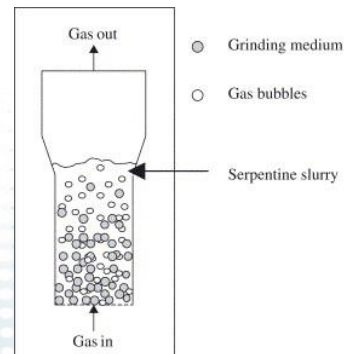 Gas out
Grinding medium
Gas bubbles
Serpentine slurry
Gas in